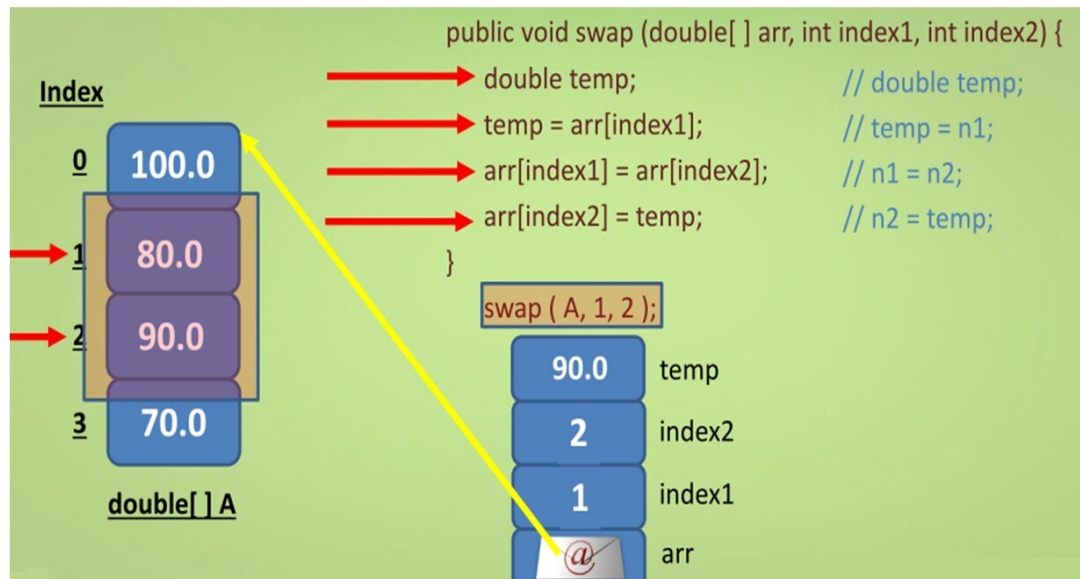 public void swap (double[ ] arr, int index1, int index2) {
double temp; // double temp;
temp = arr[index1]; // temp = n1;
arr[index1] = arr[index2]; // n1 = n2;
arr[index2] = temp; // n2 = temp;
}
swap ( A, 1, 2 );
Index
0 100.0
1 80.0
2 90.0
3 70.0
double[ ] A
90.0 temp
2 index2
1 index1
@ arr